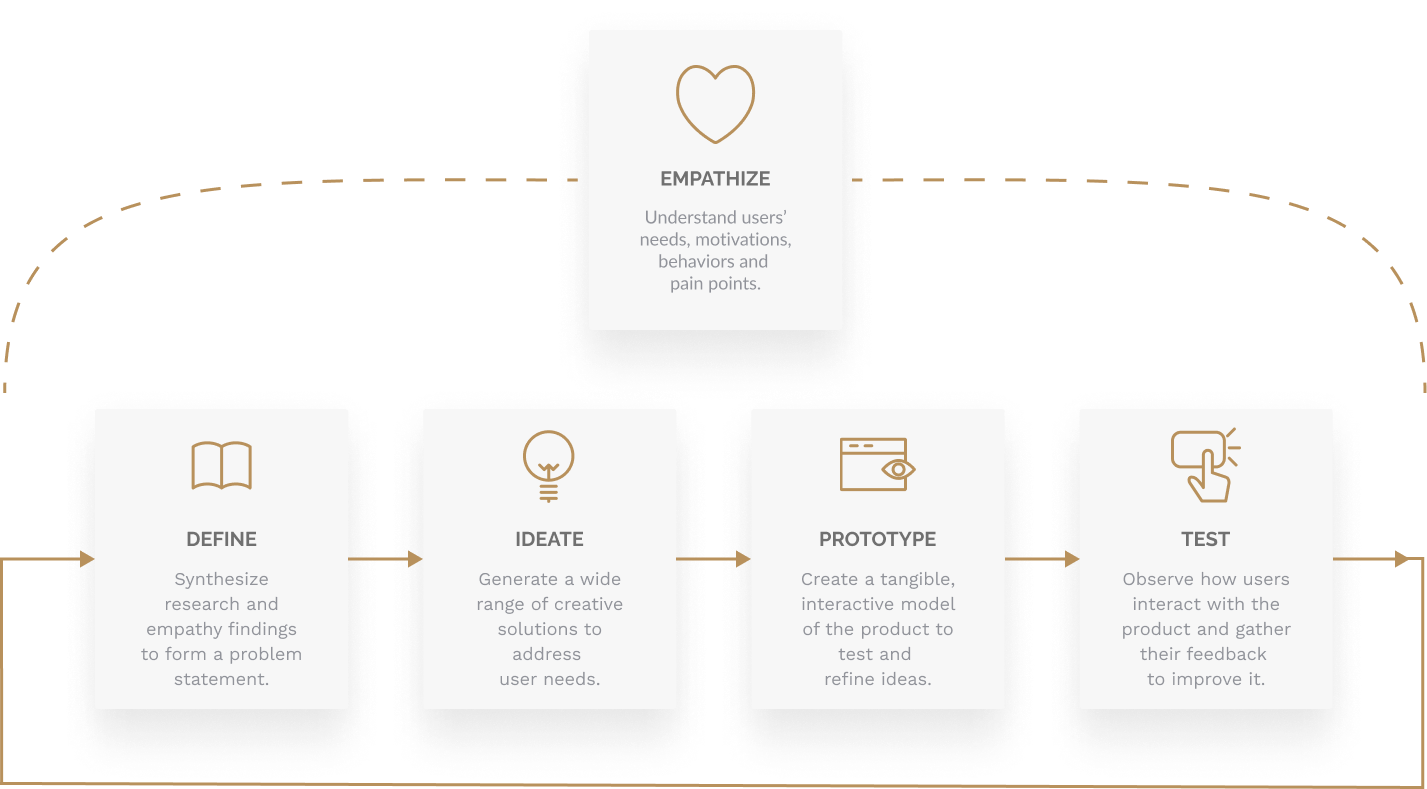 EMPATHIZE
Understand users’
needs, motivations,
behaviors and
pain points.
DEFINE
Synthesize
research and
empathy findings
to form a problem
statement.
IDEATE
Generate a wide
range of creative
solutions to
address
user needs.
PROTOTYPE
Create a tangible,
interactive model
of the product to
test and
refine ideas.
TEST
Observe how users
interact with the
product and gather
their feedback
to improve it.